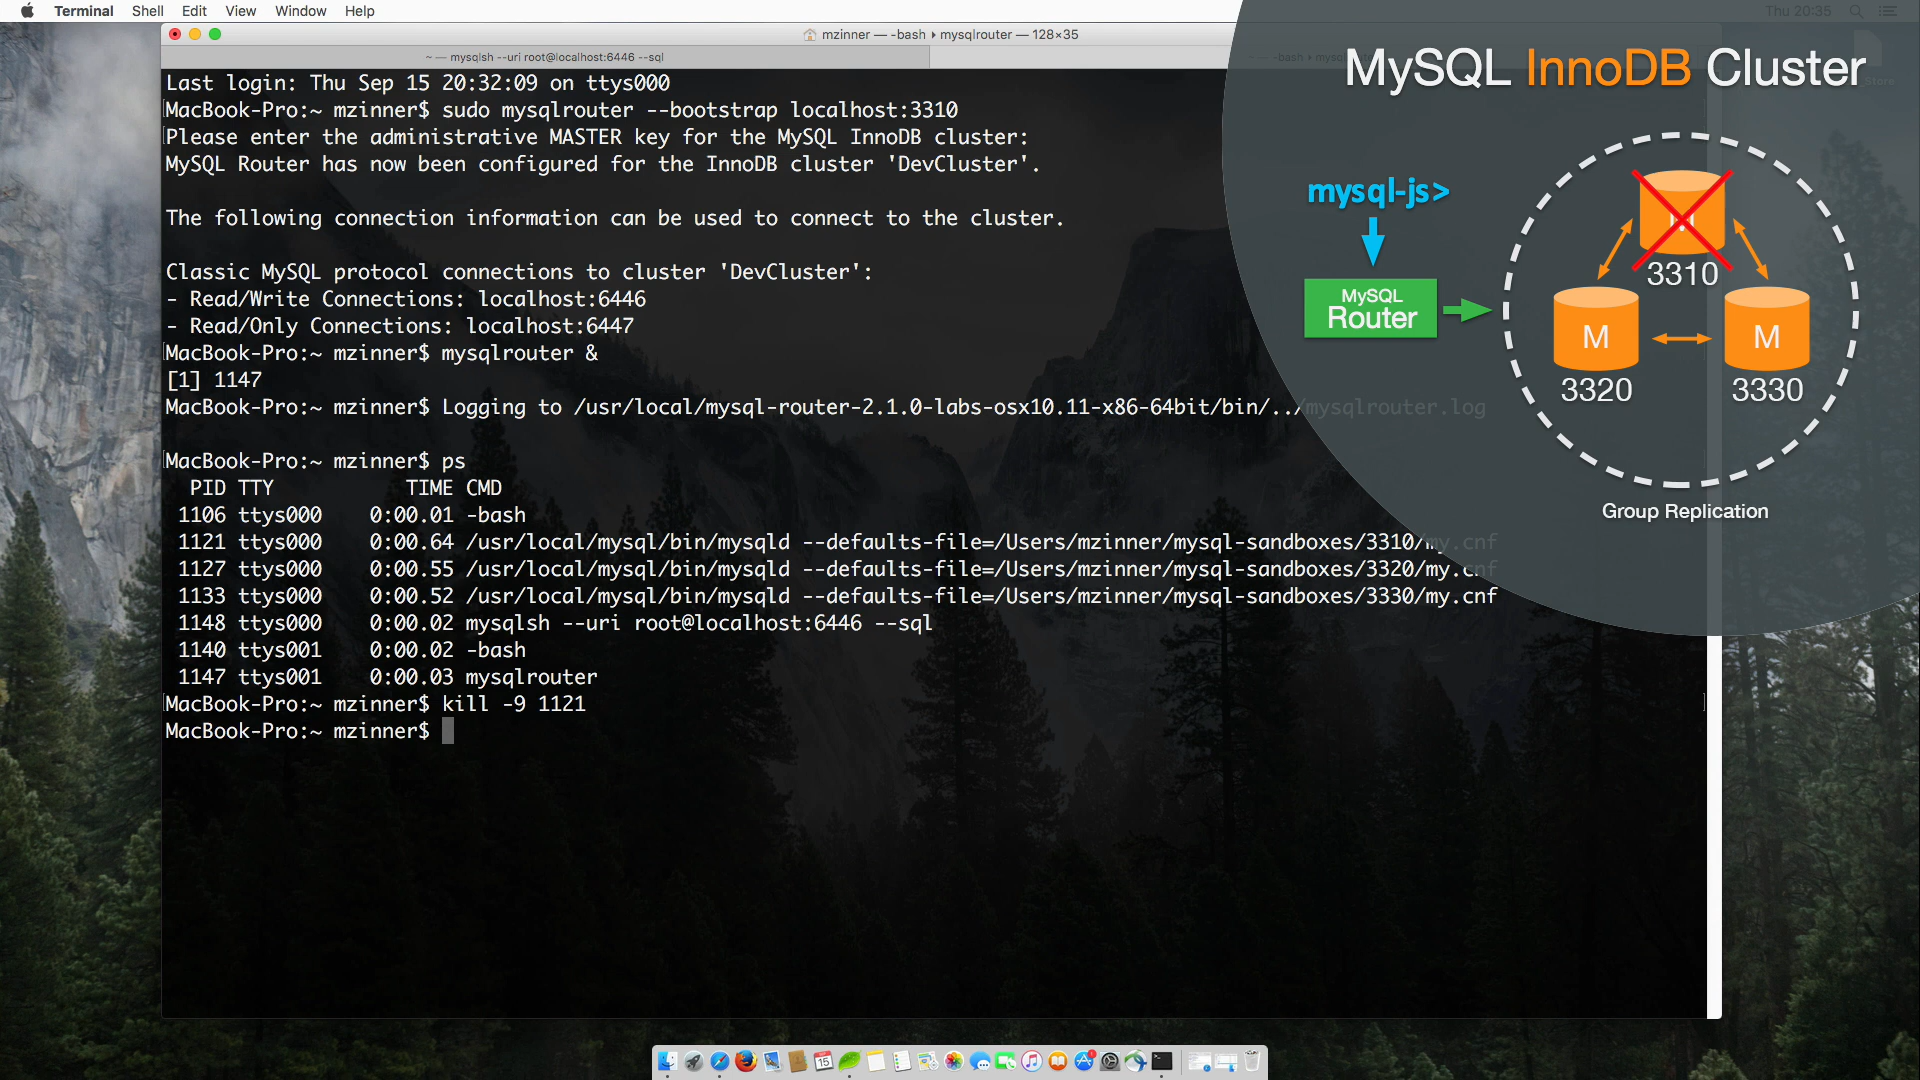 Terminal Shell Edit View Window Help
Thu 20:35
mzinner — -bash ▸ mysqlrouter — 128×35
~ — mysqlsh --uri root@localhost:6446 --sql
Last login: Thu Sep 15 20:32:09 on ttys000
MacBook-Pro:~ mzinner$ sudo mysqlrouter --bootstrap localhost:3310
Please enter the administrative MASTER key for the MySQL InnoDB cluster:
MySQL Router has now been configured for the InnoDB cluster 'DevCluster'.
The following connection information can be used to connect to the cluster.
Classic MySQL protocol connections to cluster 'DevCluster':
- Read/Write Connections: localhost:6446
- Read/Only Connections: localhost:6447
MacBook-Pro:~ mzinner$ mysqlrouter &
[1] 1147
MacBook-Pro:~ mzinner$ Logging to /usr/local/mysql-router-2.1.0-labs-osx10.11-x86-64bit/bin/../mysqlrouter.log
MacBook-Pro:~ mzinner$ ps
PID TTY TIME CMD
1106 ttys000 0:00.01 -bash
1121 ttys000 0:00.64 /usr/local/mysql/bin/mysqld --defaults-file=/Users/mzinner/mysql-sandboxes/3310/my.cnf
1127 ttys000 0:00.55 /usr/local/mysql/bin/mysqld --defaults-file=/Users/mzinner/mysql-sandboxes/3320/my.cnf
1133 ttys000 0:00.52 /usr/local/mysql/bin/mysqld --defaults-file=/Users/mzinner/mysql-sandboxes/3330/my.cnf
1148 ttys000 0:00.02 mysqlsh --uri root@localhost:6446 --sql
1140 ttys001 0:00.02 -bash
1147 ttys001 0:00.03 mysqlrouter
MacBook-Pro:~ mzinner$ kill -9 1121
MacBook-Pro:~ mzinner$
MySQL InnoDB Cluster
mysql-js>
MySQL
Router
3310
M
M
3320
3330
Group Replication
15